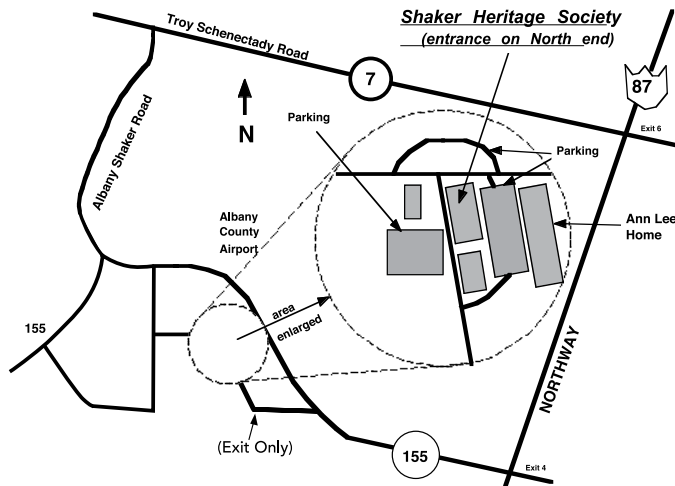 Shaker Heritage Society
(entrance on North end)
Troy Schenectady Road
7
87
Exit 6
N
Parking
Parking
Albany Shaker Road
Albany
County
Airport
Ann Lee
Home
area
enlarged
155
NORTHWAY
(Exit Only)
155
Exit 4